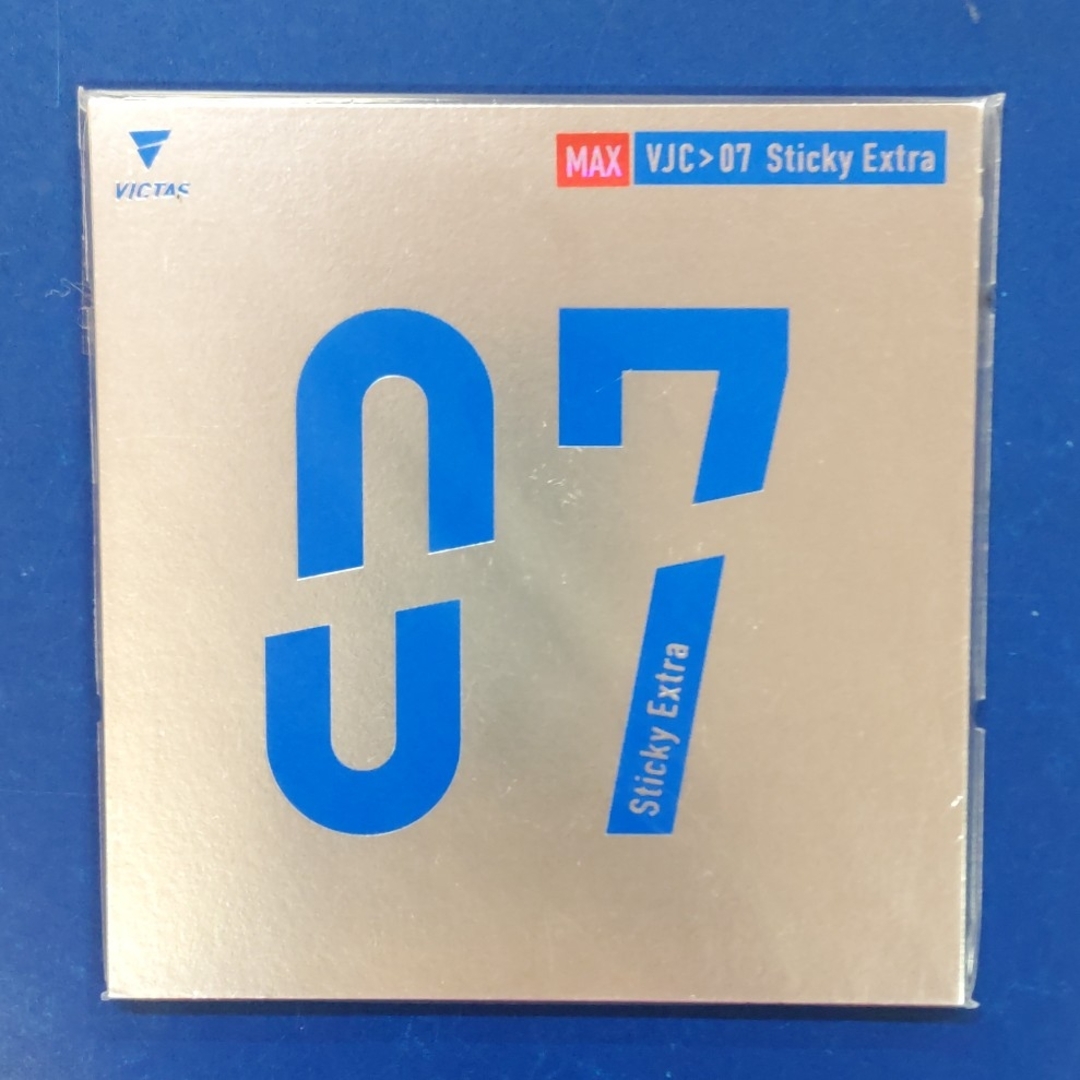 VICTAS
MAX VJC>07 Sticky Extra
07
Sticky Extra